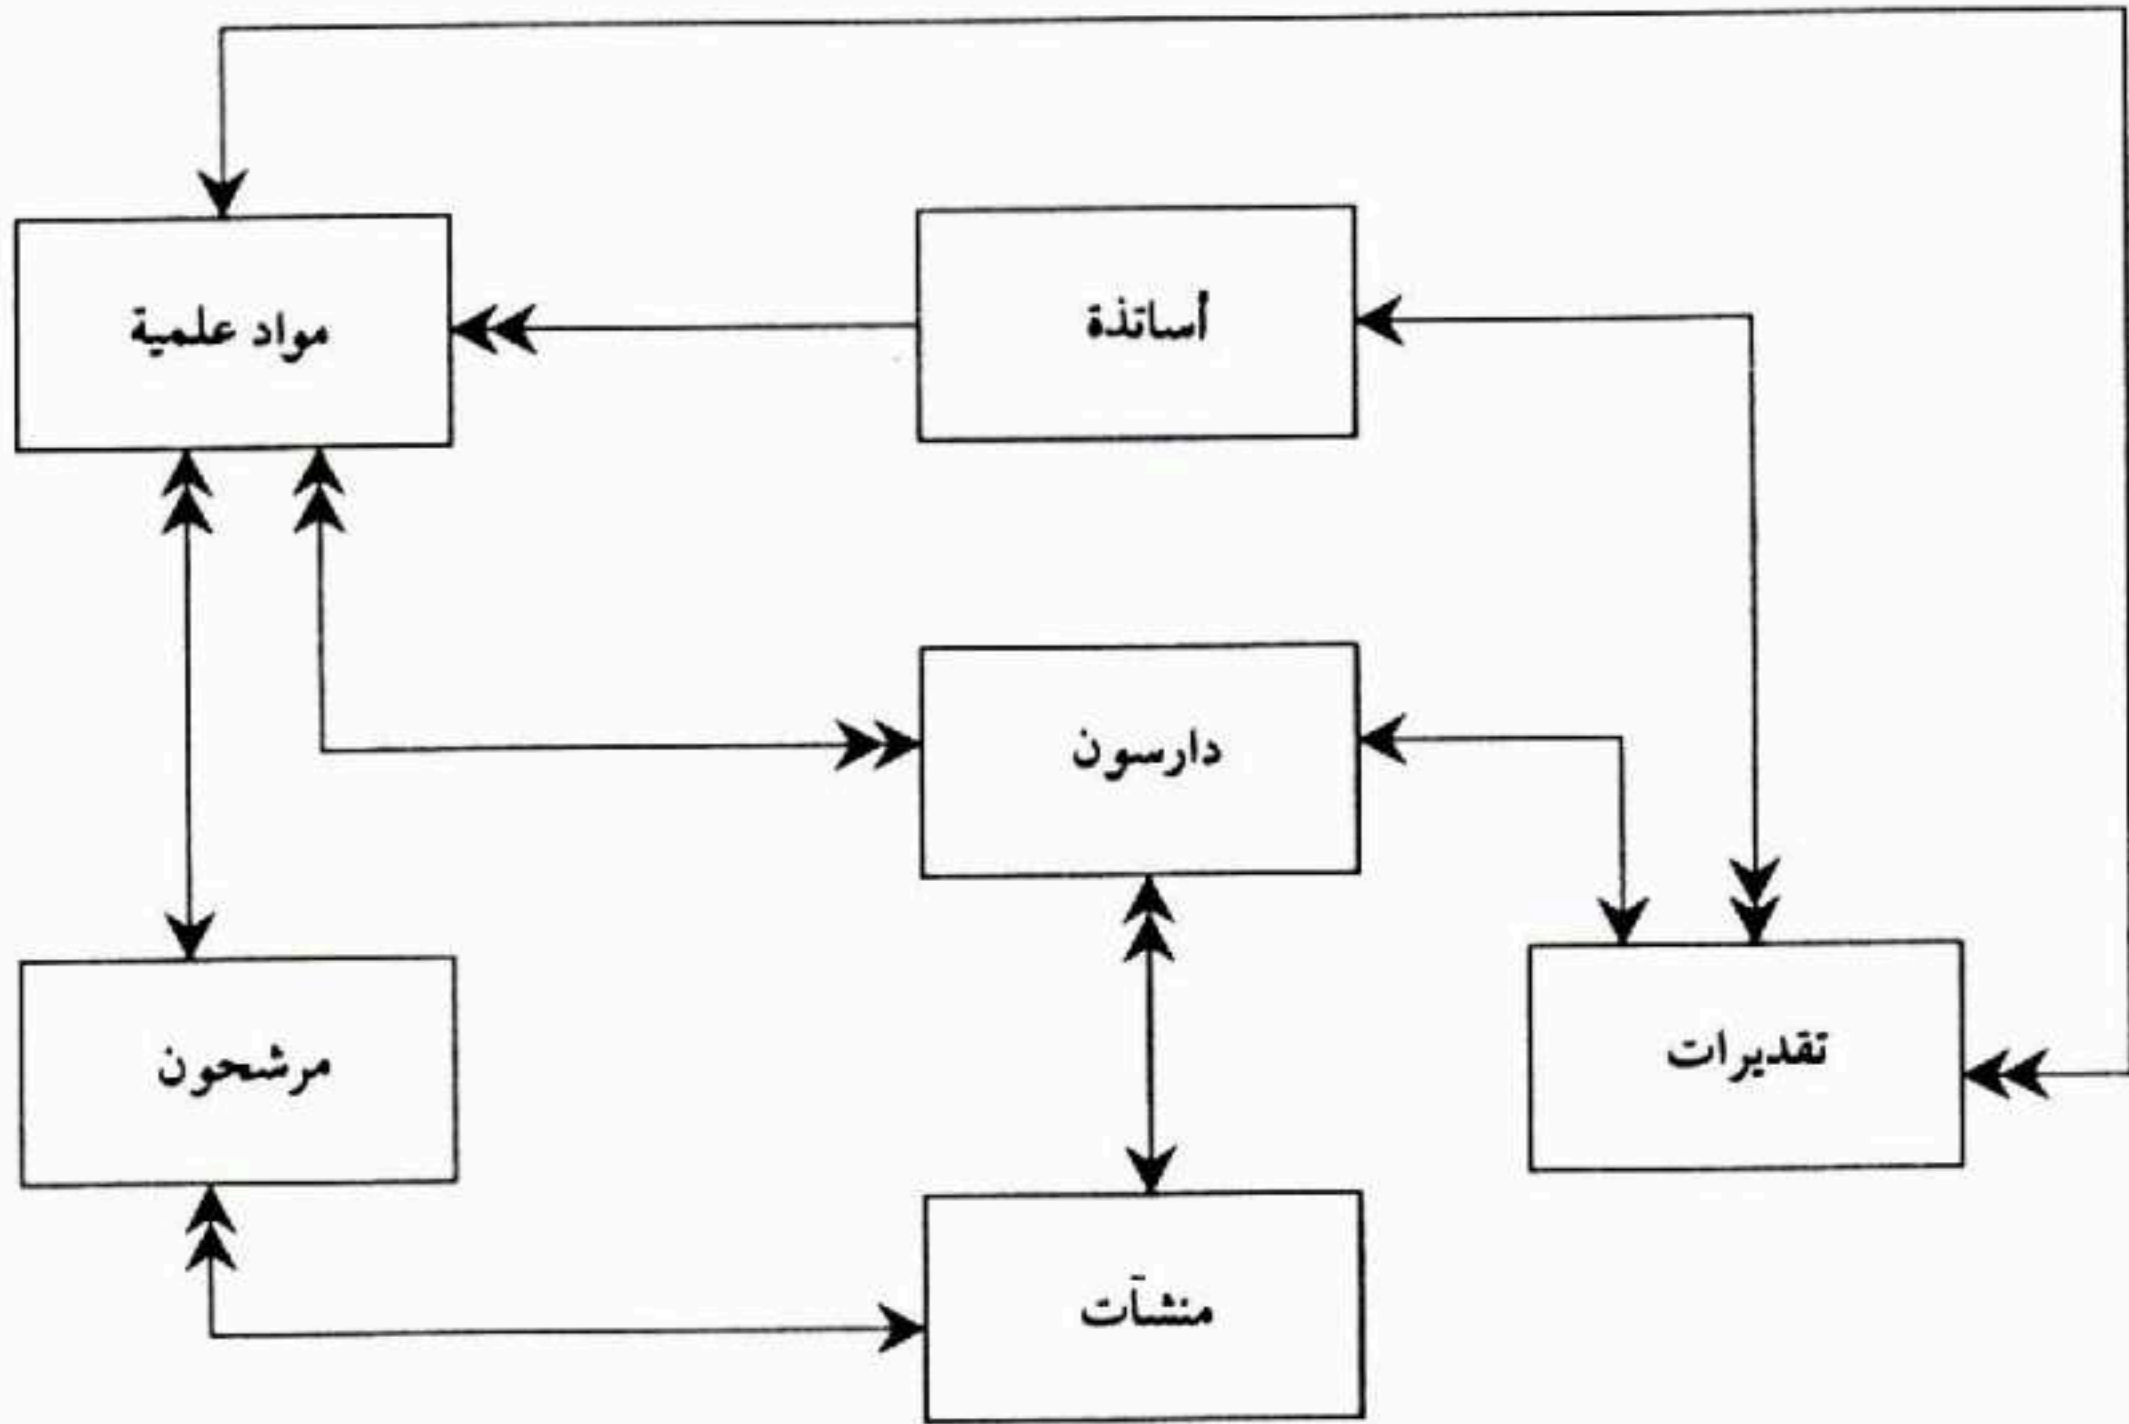 أساتذة
مواد علمية
دارسون
تقديرات
مرشحون
منشآت